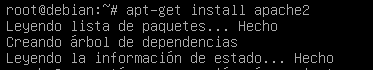 root@debian:~# apt-get install apache2
Leyendo lista de paquetes... Hecho
Creando árbol de dependencias
Leyendo la información de estado... Hecho